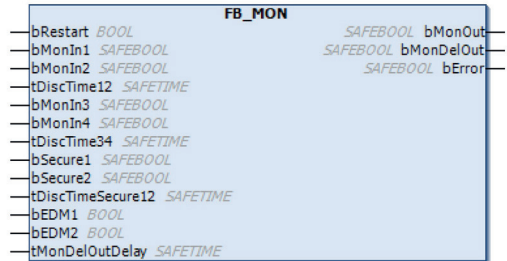 FB_MON
bRestart BOOL SAFEBOOL bMonOut
bMonIn1 SAFEBOOL SAFEBOOL bMonDelOut
bMonIn2 SAFEBOOL SAFEBOOL bError
tDiscTime12 SAFETIME
bMonIn3 SAFEBOOL
bMonIn4 SAFEBOOL
tDiscTime34 SAFETIME
bSecure1 SAFEBOOL
bSecure2 SAFEBOOL
tDiscTimeSecure12 SAFETIME
bEDM1 BOOL
bEDM2 BOOL
tMonDelOutDelay SAFETIME